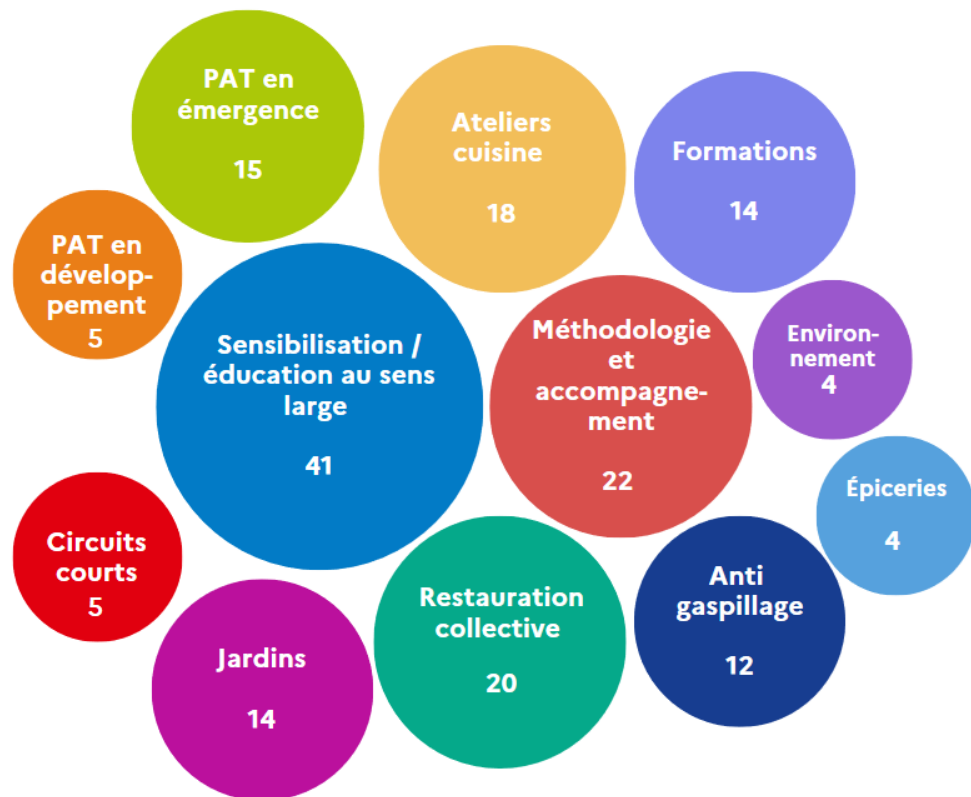 PAT en
émergence
15
Ateliers
cuisine
18
Formations
14
PAT en
dévelop-
pement
5
Sensibilisation /
éducation au sens
large
41
Méthodologie
et
accompagne-
ment
22
Environ-
nement
4
Épiceries
4
Circuits
courts
5
Jardins
14
Restauration
collective
20
Anti
gaspillage
12